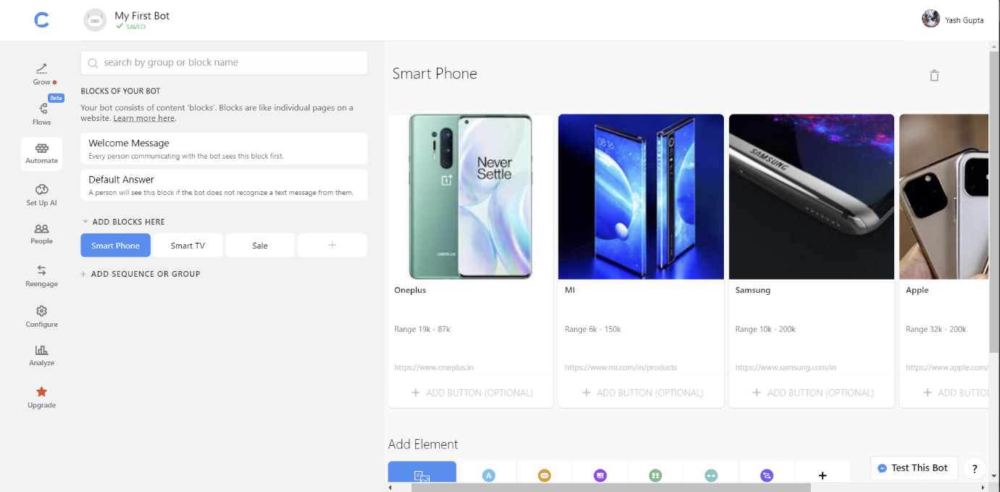 My First Bot
SAVED
Yash Gupta
Grow
Beta
Flows
Automate
Set Up AI
People
Reengage
Configure
Analyze
Upgrade
search by group or block name
BLOCKS OF YOUR BOT
Your bot consists of content 'blocks'. Blocks are like individual pages on a
website. Learn more here.
Welcome Message
Every person communicating with the bot sees this block first.
Default Answer
A person will see this block if the bot does not recognize a text message from them.
ADD BLOCKS HERE
Smart Phone
Smart TV
Sale
+
+ ADD SEQUENCE OR GROUP
Smart Phone
Never
Settle
ONEPLUS
Oneplus
Range 19k - 87k
https://www.oneplus.in
+ ADD BUTTON (OPTIONAL)
08:16
MI
Range 6k - 150k
https://www.mi.com/in/products
+ ADD BUTTON (OPTIONAL)
SAMSUNG
Samsung
Range 10k - 200k
https://www.samsung.com/in
+ ADD BUTTON (OPTIONAL)
Apple
Range 32k - 200k
https://www.apple.com/
+ ADD BUTTO
Add Element
A
+
Test This Bot
?